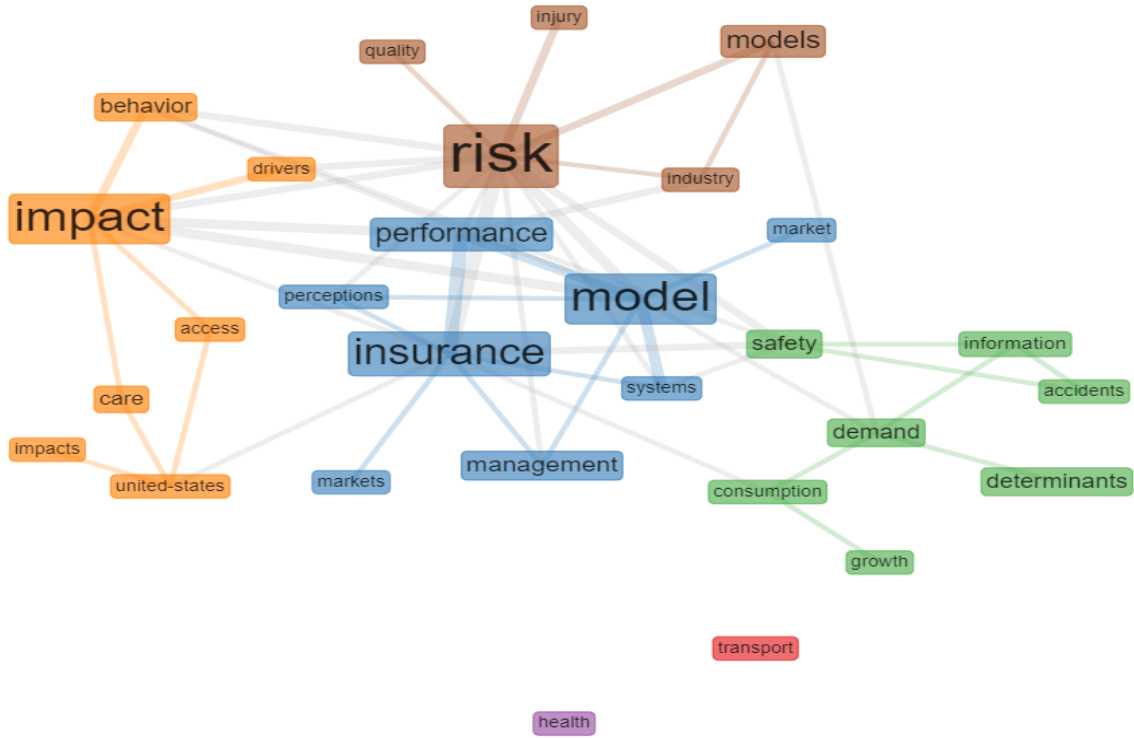 injury
quality
models
behavior
risk
drivers
industry
impact
performance
market
perceptions
model
access
insurance
safety
information
systems
accidents
care
demand
impacts
management
determinants
united-states
markets
consumption
growth
transport
health